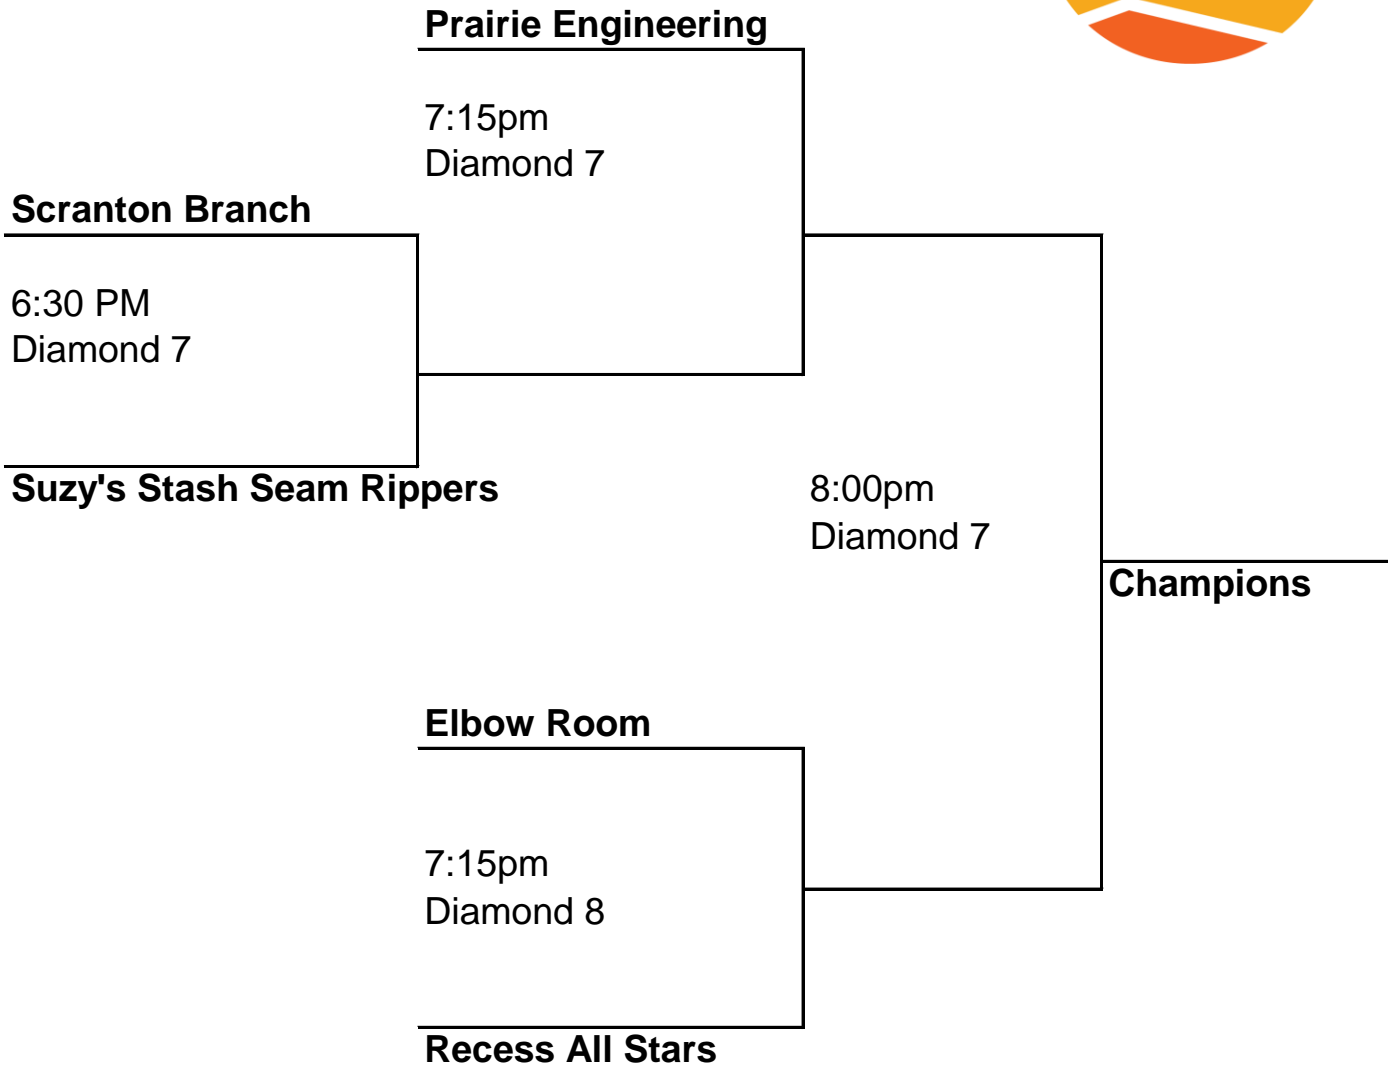 Prairie Engineering
7:15pm
Diamond 7
Scranton Branch
6:30 PM
Diamond 7
Suzy's Stash Seam Rippers
8:00pm
Diamond 7
Champions
Elbow Room
7:15pm
Diamond 8
Recess All Stars